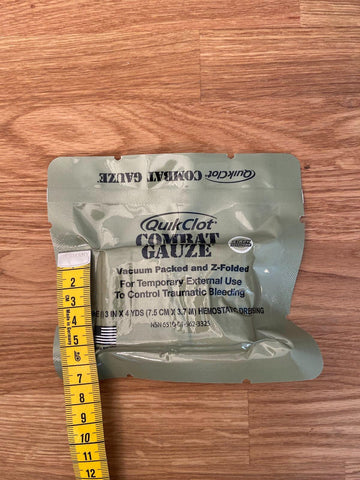 QuikClot COMBAT GAUZE
QuikClot
COMBAT
GAUZE
Vacuum Packed and Z-Folded
For Temporary External Use
To Control Traumatic Bleeding
3 IN X 4 YDS (7.5 CM X 3.7 M) HEMOSTATIC DRESSING
2
3
4
5
7
8
9
10
11
12